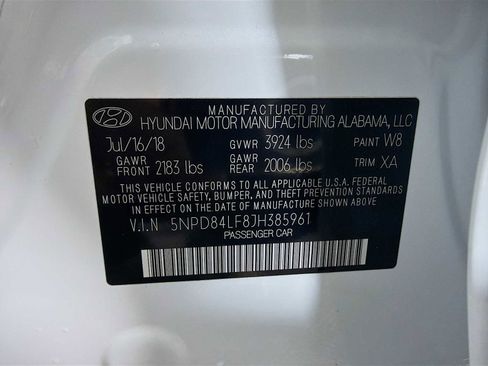 MANUFACTURED BY
HYUNDAI MOTOR MANUFACTURING ALABAMA, LLC
Jul/16/18 GVWR 3924 lbs PAINT W8
GAWR FRONT 2183 lbs GAWR REAR 2006 lbs TRIM XA
THIS VEHICLE CONFORMS TO ALL APPLICABLE U.S.A. FEDERAL
MOTOR VEHICLE SAFETY, BUMPER, AND THEFT PREVENTION
STANDARDS IN EFFECT ON THE DATE OF MANUFACTURE SHOWN ABOVE.
V.I.N 5NPD84LF8JH385961
PASSENGER CAR